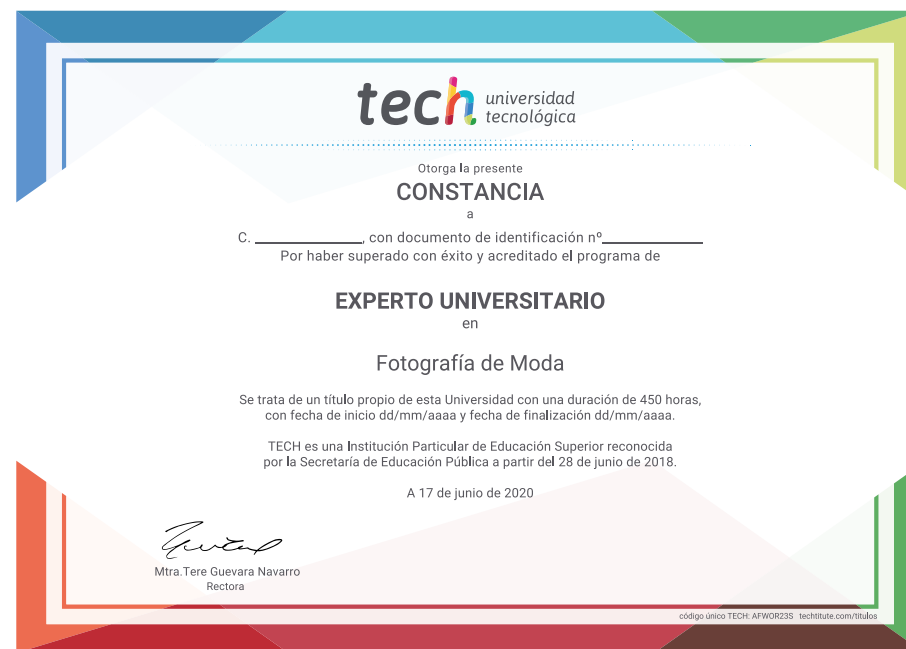 tech universidad
tecnológica
Otorga la presente
CONSTANCIA
a
C. ______________, con documento de identificación nº_____________
Por haber superado con éxito y acreditado el programa de
EXPERTO UNIVERSITARIO
en
Fotografía de Moda
Se trata de un título propio de esta Universidad con una duración de 450 horas,
con fecha de inicio dd/mm/aaaa y fecha de finalización dd/mm/aaaa.
TECH es una Institución Particular de Educación Superior reconocida
por la Secretaría de Educación Pública a partir del 28 de junio de 2018.
A 17 de junio de 2020
Mtra.Tere Guevara Navarro
Rectora
código único TECH: AFWOR23S techtitute.com/titulos